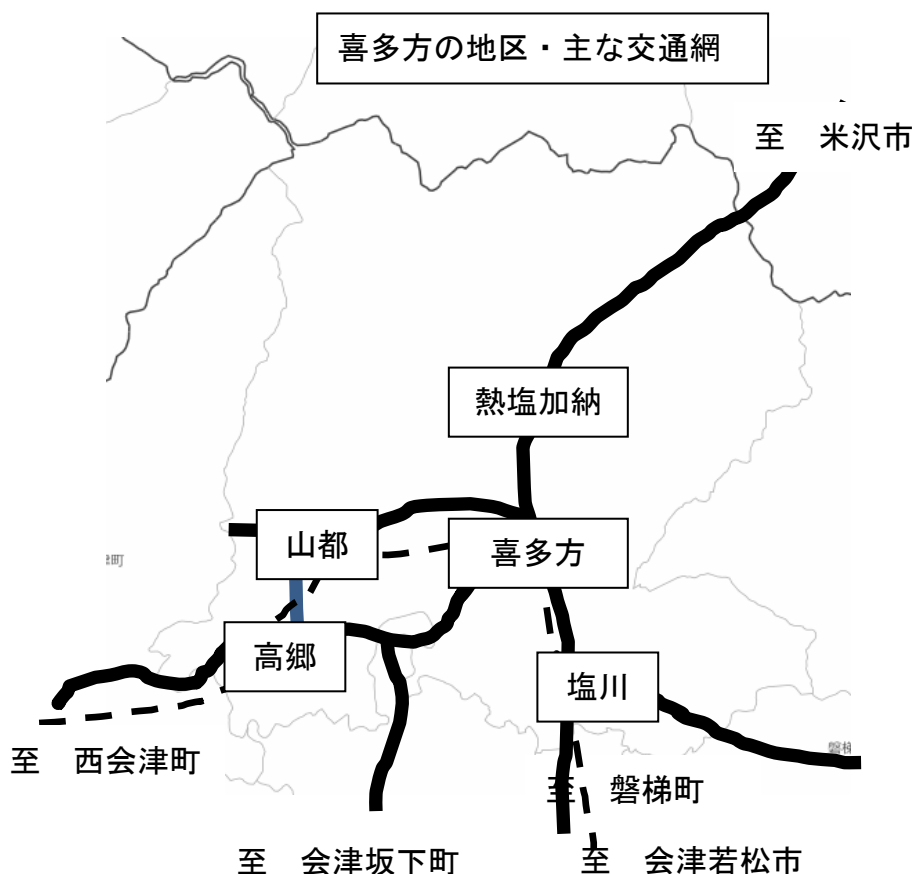 喜多方の地区・主な交通網
至　米沢市
熱塩加納
山都
喜多方
高郷
塩川
至　西会津町
至　磐梯町
至　会津坂下町
至　会津若松市